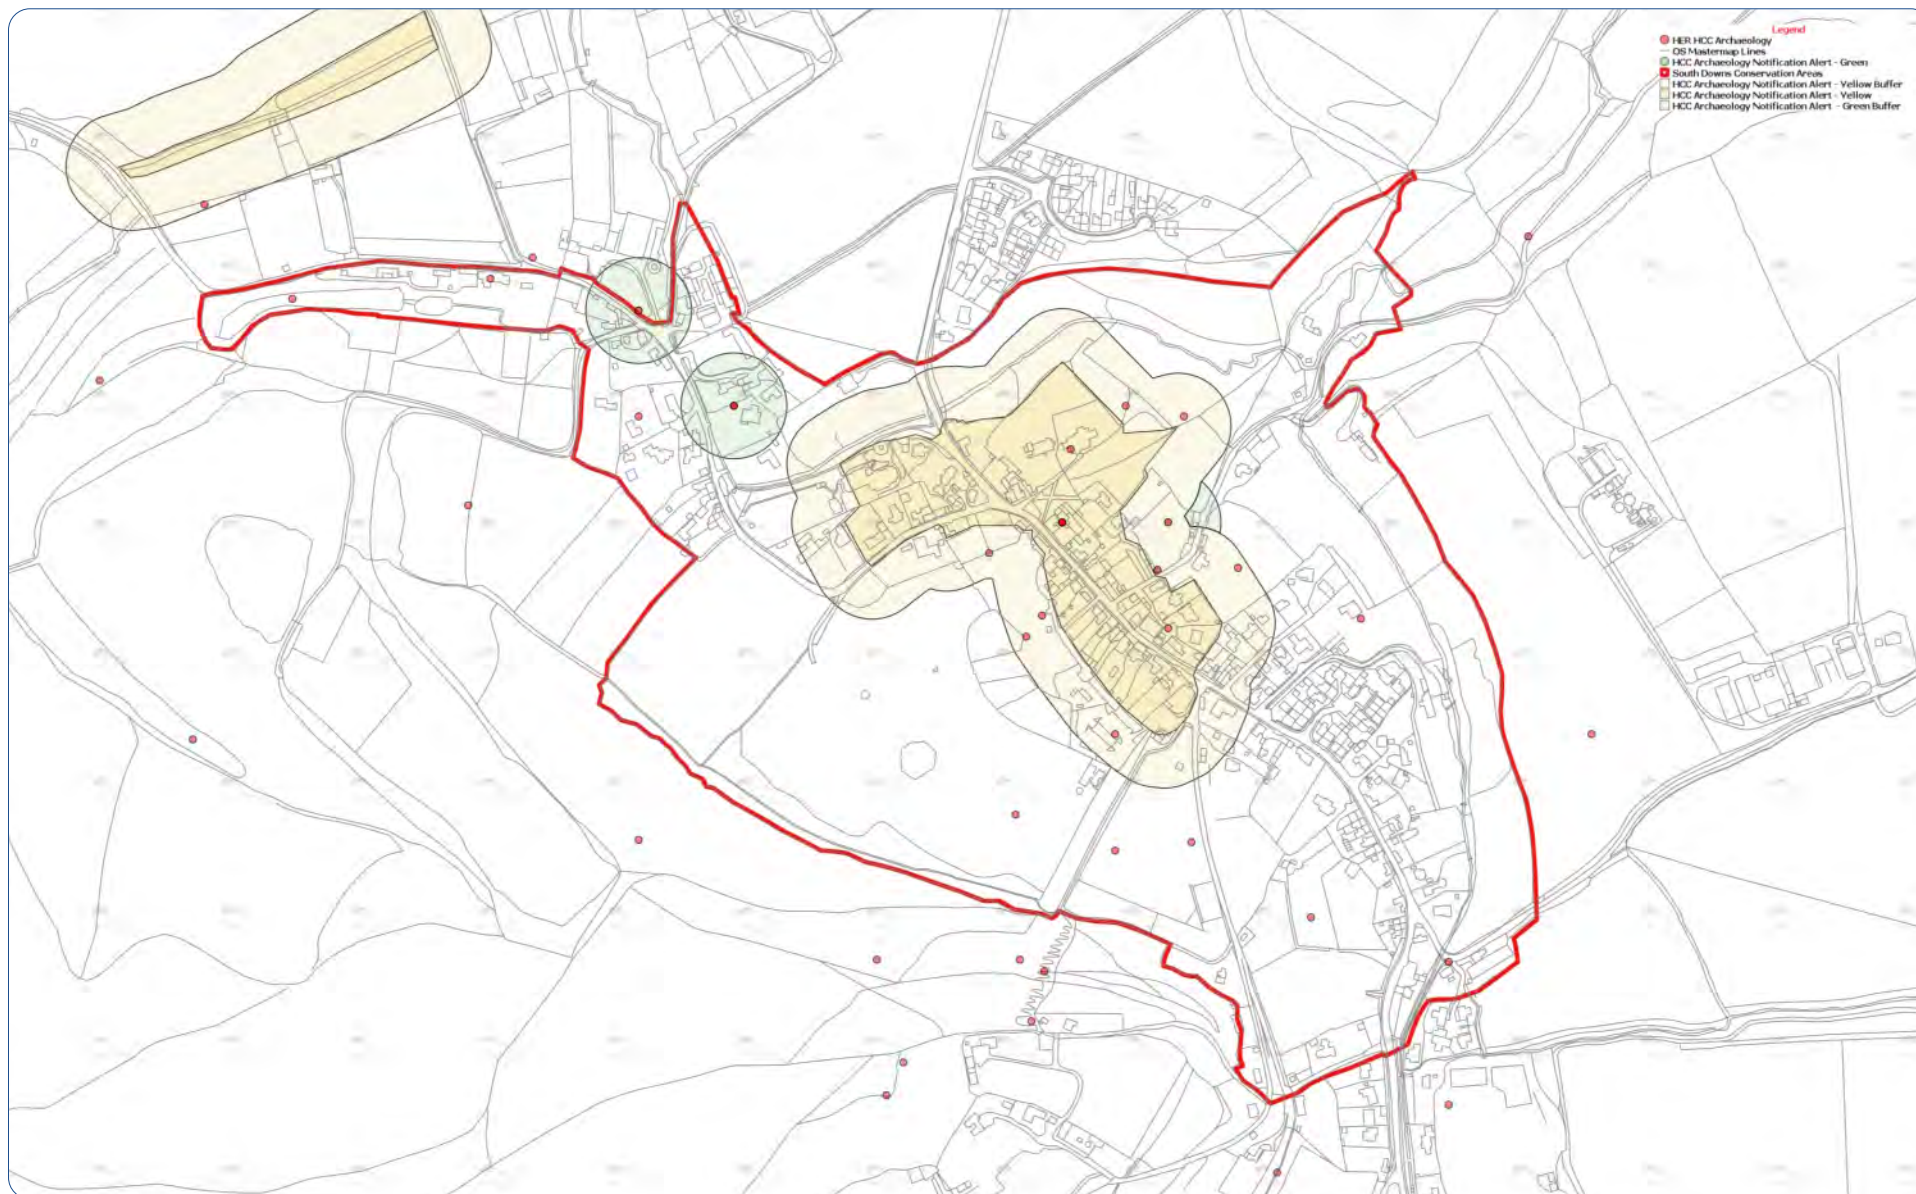 Legend
HER HCC Archaeology
OS Mastermap Lines
HCC Archaeology Notification Alert - Green
South Downs Conservation Areas
HCC Archaeology Notification Alert - Yellow Buffer
HCC Archaeology Notification Alert - Yellow
HCC Archaeology Notification Alert - Green Buffer